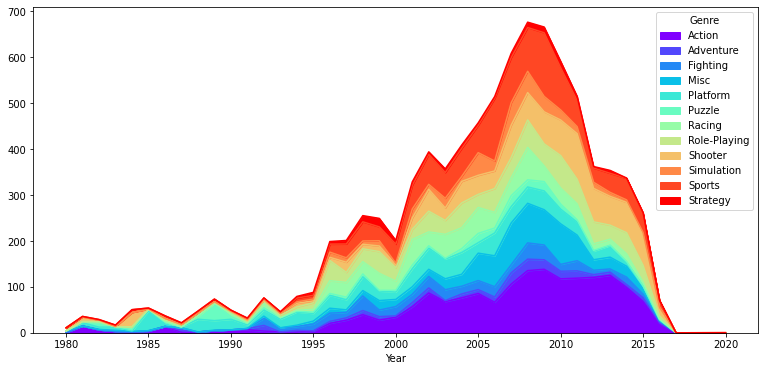 700
600
500
400
300
200
100
0
1980
1985
1990
1995
2000
2005
2010
2015
2020
Year
Genre
Action
Adventure
Fighting
Misc
Platform
Puzzle
Racing
Role-Playing
Shooter
Simulation
Sports
Strategy